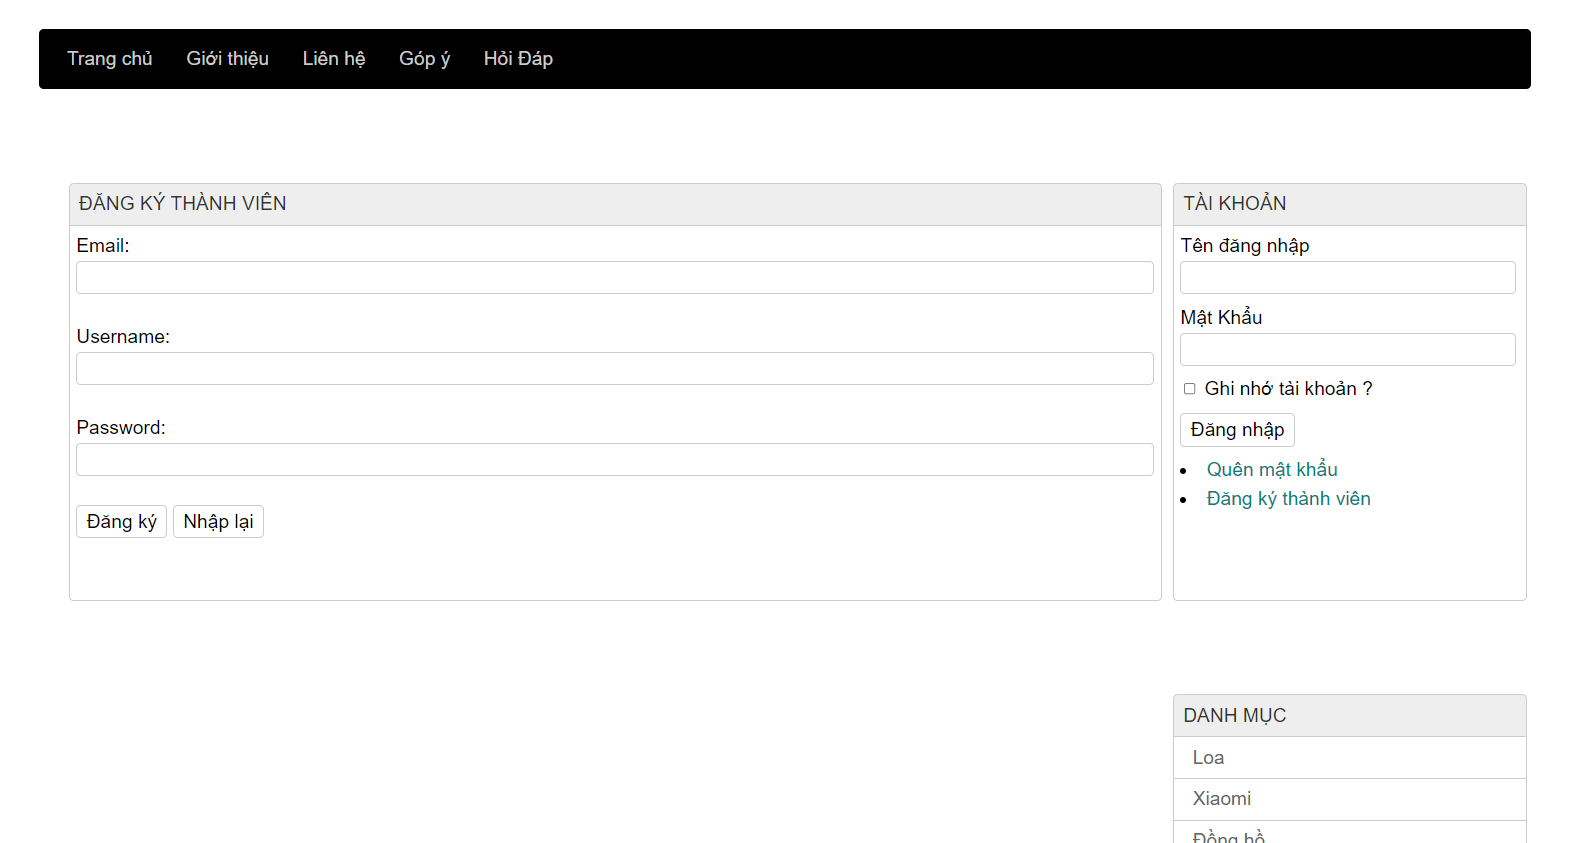 Trang chủ Giới thiệu Liên hệ Góp ý Hỏi Đáp
ĐĂNG KÝ THÀNH VIÊN
Email:
Username:
Password:
Đăng ký Nhập lại
TÀI KHOẢN
Tên đăng nhập
Mật Khẩu
Ghi nhớ tài khoản ?
Đăng nhập
Quên mật khẩu
Đăng ký thành viên
DANH MỤC
Loa
Xiaomi
Đồng hồ